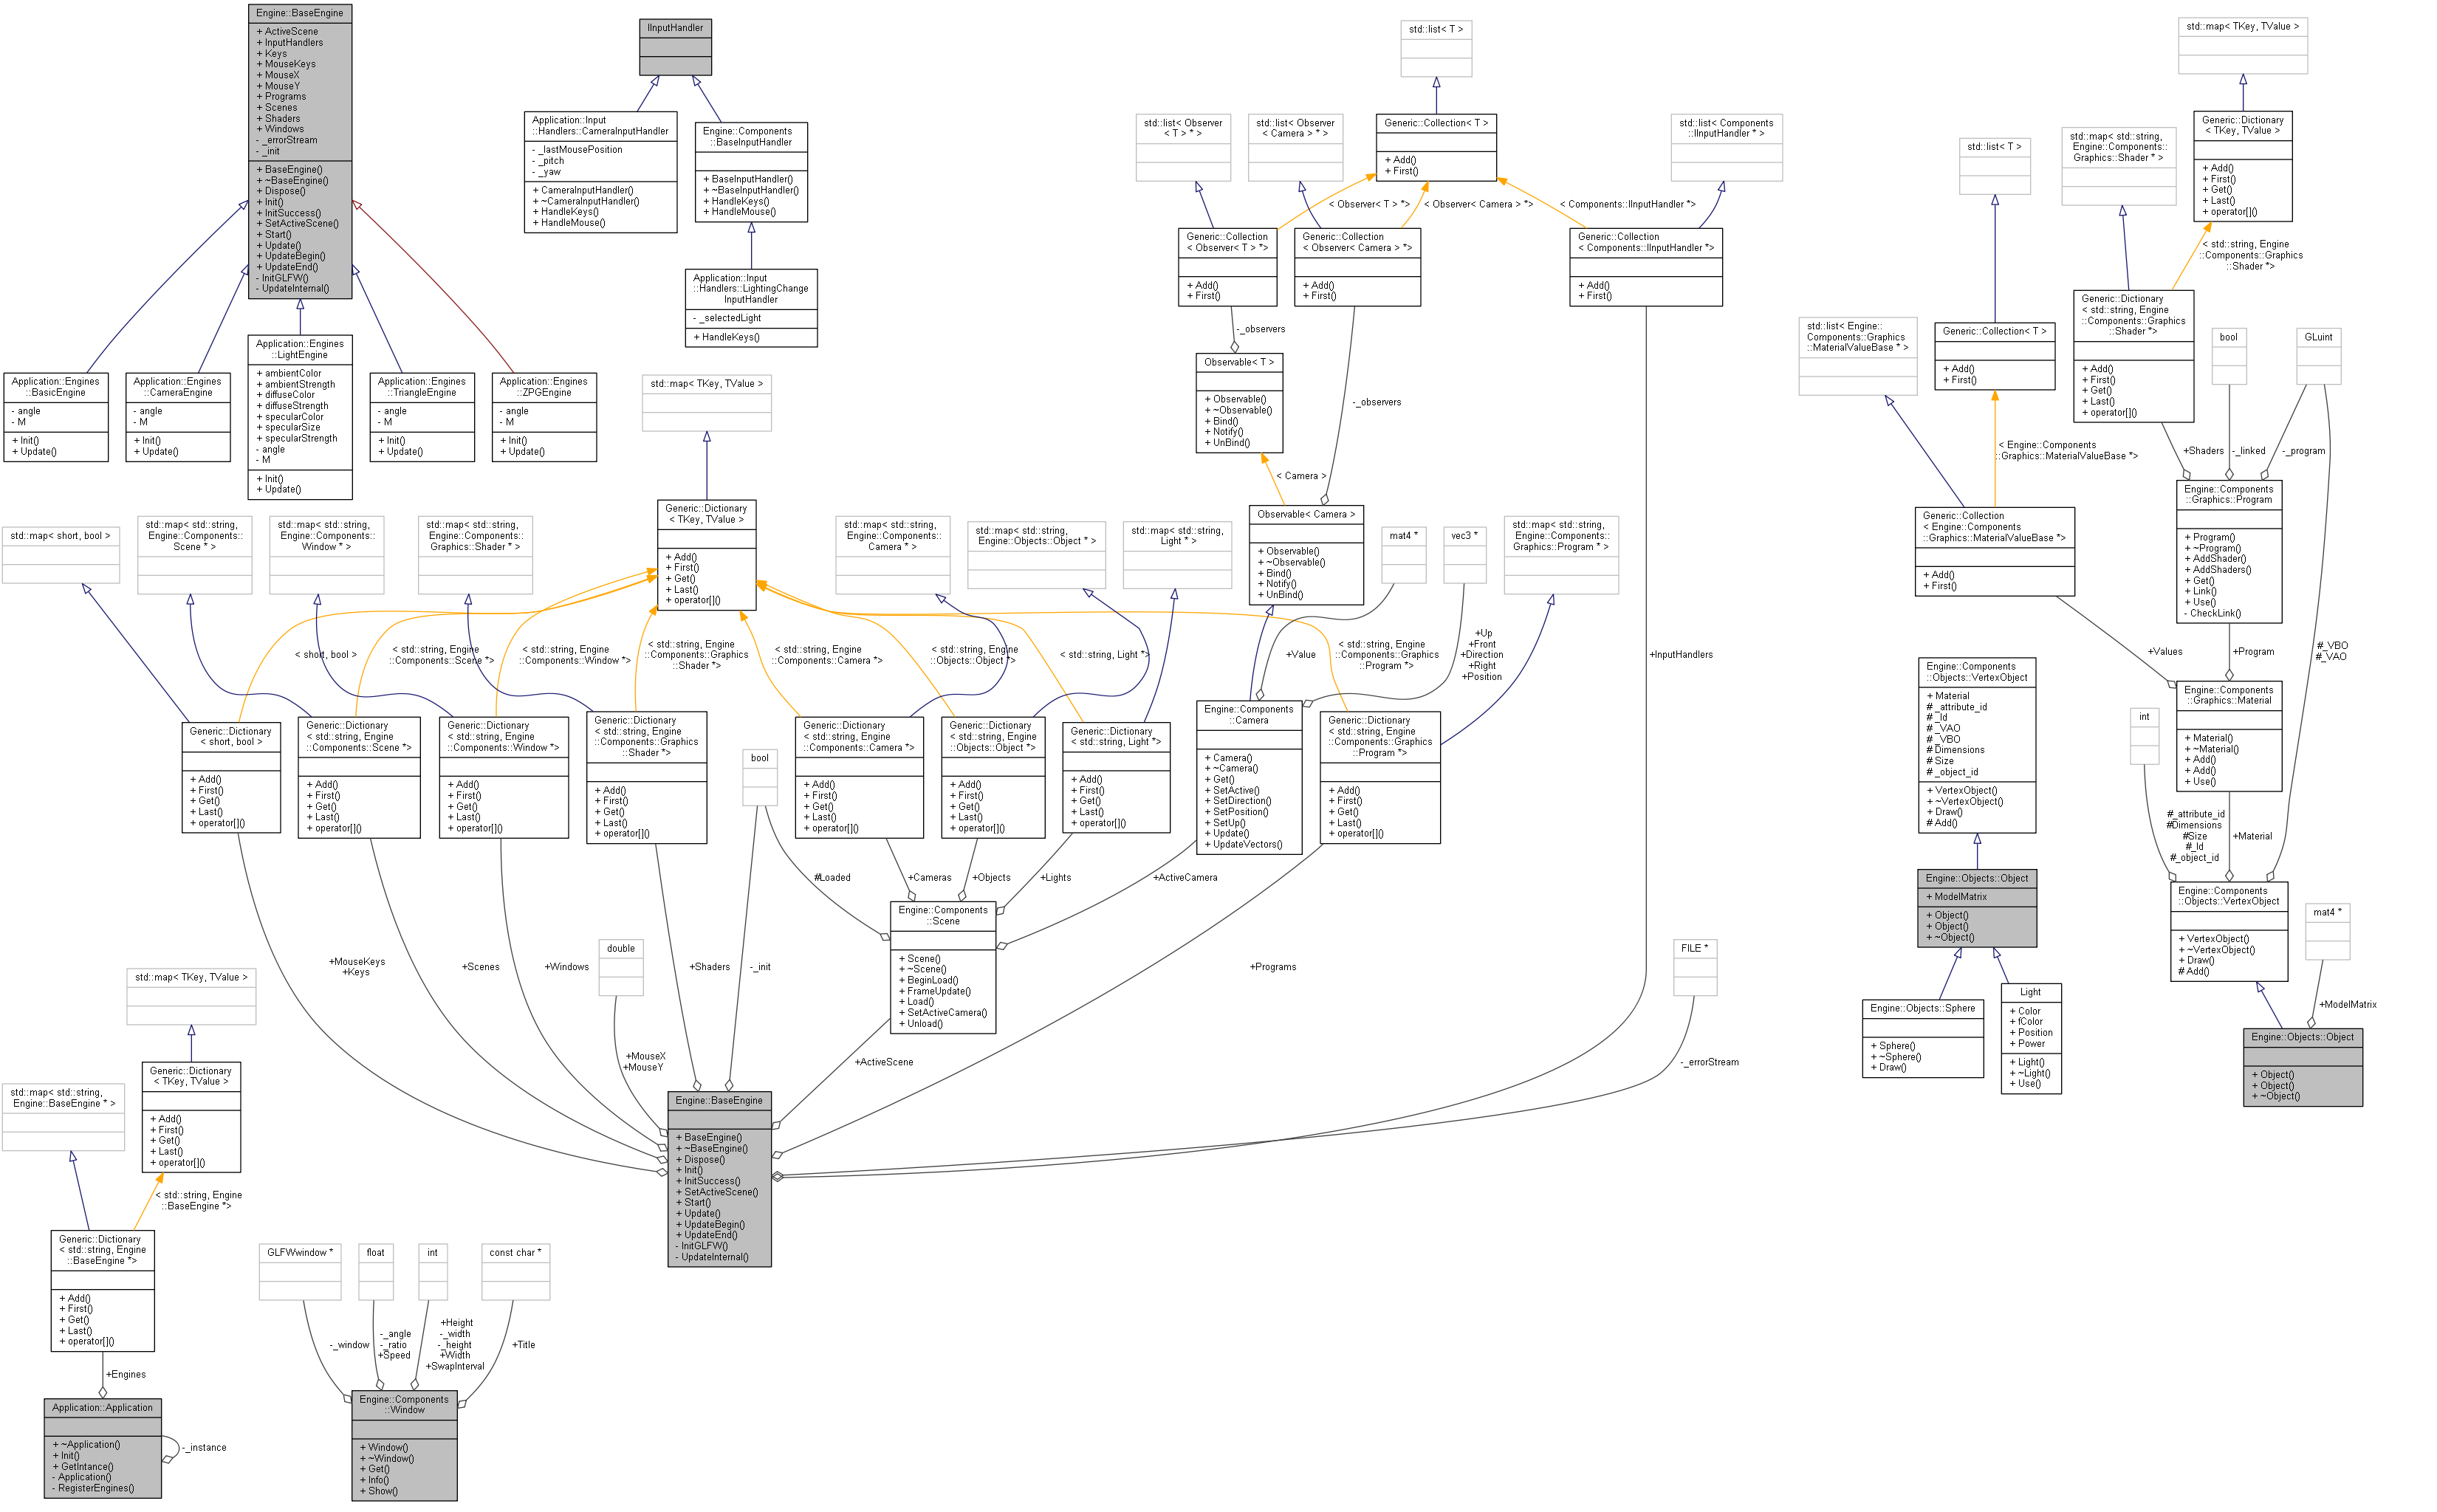 Engine::BaseEngine
+ ActiveScene
+ InputHandlers
+ Keys
+ MouseKeys
+ MouseX
+ MouseY
+ Programs
+ Scenes
+ Shaders
+ Windows
- _errorStream
- _init
+ BaseEngine()
+ ~BaseEngine()
+ Dispose()
+ Init()
+ InitSuccess()
+ SetActiveScene()
+ Start()
+ Update()
+ UpdateBegin()
+ UpdateEnd()
- InitGLFW()
- UpdateInternal()
Application::Engines
::BasicEngine
- angle
- M
+ Init()
+ Update()
Application::Engines
::CameraEngine
- angle
- M
+ Init()
+ Update()
Application::Engines
::LightEngine
+ ambientColor
+ ambientStrength
+ diffuseColor
+ diffuseStrength
+ specularColor
+ specularSize
+ specularStrength
- angle
- M
+ Init()
+ Update()
Application::Engines
::TriangleEngine
- angle
- M
+ Init()
+ Update()
Application::Engines
::ZPGEngine
- angle
- M
+ Init()
+ Update()
IInputHandler
Application::Input
::Handlers::CameraInputHandler
- _lastMousePosition
- _pitch
- _yaw
+ CameraInputHandler()
+ ~CameraInputHandler()
+ HandleKeys()
+ HandleMouse()
Engine::Components
::BaseInputHandler
+ BaseInputHandler()
+ ~BaseInputHandler()
+ HandleKeys()
+ HandleMouse()
Application::Input
::Handlers::LightingChange
InputHandler
- _selectedLight
+ HandleKeys()
std::list< T >
std::list< Observer
< T > * >
std::list< Observer
< Camera > * >
Generic::Collection< T >
+ Add()
+ First()
std::list< Components
::IInputHandler * >
< Observer< T > *>
< Observer< Camera > *>
< Components::IInputHandler *>
Generic::Collection
< Observer< T > *>
+ Add()
+ First()
Generic::Collection
< Observer< Camera > *>
+ Add()
+ First()
Generic::Collection
< Components::IInputHandler *>
+ Add()
+ First()
-_observers
Observable< T >
+ Observable()
+ ~Observable()
+ Bind()
+ Notify()
+ UnBind()
-_observers
< Camera >
Observable< Camera >
+ Observable()
+ ~Observable()
+ Bind()
+ Notify()
+ UnBind()
mat4 *
vec3 *
std::map< std::string,
Engine::Components::
Graphics::Program * >
std::map< TKey, TValue >
Generic::Dictionary
< TKey, TValue >
+ Add()
+ First()
+ Get()
+ Last()
+ operator[]()
std::map< short, bool >
std::map< std::string,
Engine::Components::
Scene * >
std::map< std::string,
Engine::Components::
Window * >
std::map< std::string,
Engine::Components::
Graphics::Shader * >
std::map< std::string,
Engine::Components::
Camera * >
std::map< std::string,
Engine::Objects::Object * >
std::map< std::string,
Light * >
< short, bool >
< std::string, Engine
::Components::Scene *>
< std::string, Engine
::Components::Window *>
< std::string, Engine
::Components::Graphics
::Shader *>
< std::string, Engine
::Components::Camera *>
< std::string, Engine
::Objects::Object *>
< std::string, Light *>
+Value
+Up
+Front
+Direction
+Right
+Position
< std::string, Engine
::Components::Graphics
::Program *>
+InputHandlers
Generic::Dictionary
< short, bool >
+ Add()
+ First()
+ Get()
+ Last()
+ operator[]()
Generic::Dictionary
< std::string, Engine
::Components::Scene *>
+ Add()
+ First()
+ Get()
+ Last()
+ operator[]()
Generic::Dictionary
< std::string, Engine
::Components::Window *>
+ Add()
+ First()
+ Get()
+ Last()
+ operator[]()
Generic::Dictionary
< std::string, Engine
::Components::Graphics
::Shader *>
+ Add()
+ First()
+ Get()
+ Last()
+ operator[]()
bool
Generic::Dictionary
< std::string, Engine
::Components::Camera *>
+ Add()
+ First()
+ Get()
+ Last()
+ operator[]()
Generic::Dictionary
< std::string, Engine
::Objects::Object *>
+ Add()
+ First()
+ Get()
+ Last()
+ operator[]()
Generic::Dictionary
< std::string, Light *>
+ Add()
+ First()
+ Get()
+ Last()
+ operator[]()
Engine::Components
::Camera
+ Camera()
+ ~Camera()
+ Get()
+ SetActive()
+ SetDirection()
+ SetPosition()
+ SetUp()
+ Update()
+ UpdateVectors()
Generic::Dictionary
< std::string, Engine
::Components::Graphics
::Program *>
+ Add()
+ First()
+ Get()
+ Last()
+ operator[]()
#Loaded
+Cameras
+Objects
+Lights
+ActiveCamera
Engine::Components
::Scene
+ Scene()
+ ~Scene()
+ BeginLoad()
+ FrameUpdate()
+ Load()
+ SetActiveCamera()
+ Unload()
double
FILE *
+MouseKeys
+Keys
+Scenes
+Windows
+Shaders
-_init
+Programs
+MouseX
+MouseY
+ActiveScene
-_errorStream
Engine::BaseEngine
+ BaseEngine()
+ ~BaseEngine()
+ Dispose()
+ Init()
+ InitSuccess()
+ SetActiveScene()
+ Start()
+ Update()
+ UpdateBegin()
+ UpdateEnd()
- InitGLFW()
- UpdateInternal()
std::map< TKey, TValue >
std::map< std::string,
Engine::BaseEngine * >
Generic::Dictionary
< TKey, TValue >
+ Add()
+ First()
+ Get()
+ Last()
+ operator[]()
< std::string, Engine
::BaseEngine *>
Generic::Dictionary
< std::string, Engine
::BaseEngine *>
+ Add()
+ First()
+ Get()
+ Last()
+ operator[]()
+Engines
Application::Application
+ ~Application()
+ Init()
+ GetIntance()
- Application()
- RegisterEngines()
-_instance
GLFWwindow *
float
int
const char *
-_window
-_angle
-_ratio
+Speed
+Height
-_width
-_height
+Width
+SwapInterval
+Title
Engine::Components
::Window
+ Window()
+ ~Window()
+ Get()
+ Info()
+ Show()
std::map< TKey, TValue >
std::map< std::string,
Engine::Components::
Graphics::Shader * >
Generic::Dictionary
< TKey, TValue >
+ Add()
+ First()
+ Get()
+ Last()
+ operator[]()
std::list< T >
< std::string, Engine
::Components::Graphics
::Shader *>
std::list< Engine::
Components::Graphics
::MaterialValueBase * >
Generic::Collection< T >
+ Add()
+ First()
Generic::Dictionary
< std::string, Engine
::Components::Graphics
::Shader *>
+ Add()
+ First()
+ Get()
+ Last()
+ operator[]()
bool
GLuint
< Engine::Components
::Graphics::MaterialValueBase *>
+Shaders
-_linked
-_program
Generic::Collection
< Engine::Components
::Graphics::MaterialValueBase *>
+ Add()
+ First()
Engine::Components
::Graphics::Program
+ Program()
+ ~Program()
+ AddShader()
+ AddShaders()
+ Get()
+ Link()
+ Use()
- CheckLink()
+Values
+Program
#_VBO
#_VAO
Engine::Components
::Graphics::Material
+ Material()
+ ~Material()
+ Add()
+ Add()
+ Use()
int
#_attribute_id
#Dimensions
#Size
#_Id
#_object_id
+Material
Engine::Components
::Objects::VertexObject
+ VertexObject()
+ ~VertexObject()
+ Draw()
# Add()
mat4 *
+ModelMatrix
Engine::Objects::Object
+ Object()
+ Object()
+ ~Object()
Engine::Components
::Objects::VertexObject
+ Material
# _attribute_id
# _Id
# _VAO
# _VBO
# Dimensions
# Size
# _object_id
+ VertexObject()
+ ~VertexObject()
+ Draw()
# Add()
Engine::Objects::Object
+ ModelMatrix
+ Object()
+ Object()
+ ~Object()
Engine::Objects::Sphere
+ Sphere()
+ ~Sphere()
+ Draw()
Light
+ Color
+ fColor
+ Position
+ Power
+ Light()
+ ~Light()
+ Use()